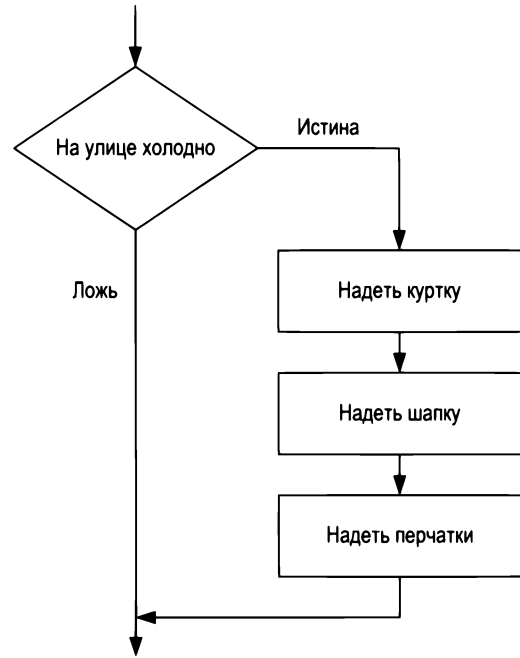 На улице холодно
Истина
Ложь
Надеть куртку
Надеть шапку
Надеть перчатки